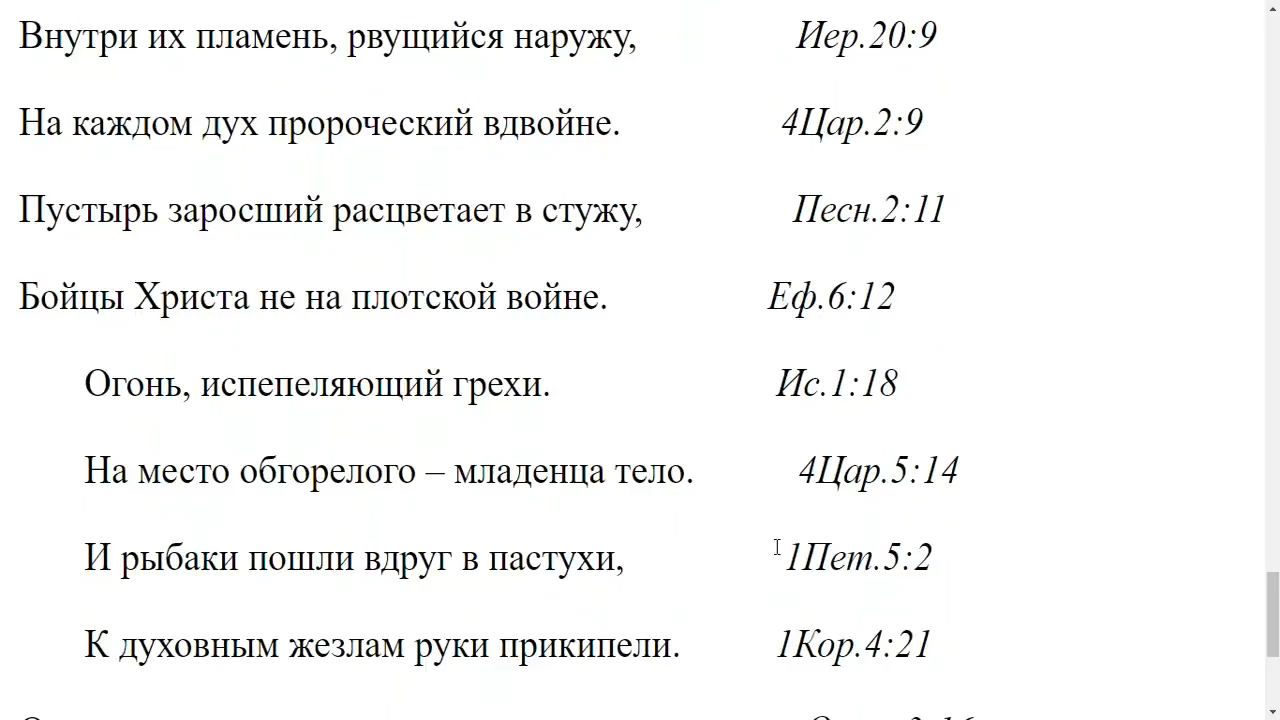 Внутри их пламень, рвущийся наружу, Иер.20:9
На каждом дух пророческий вдвойне. 4Цар.2:9
Пустырь заросший расцветает в стужу, Песн.2:11
Бойцы Христа не на плотской войне. Еф.6:12
Огонь, испепеляющий грехи. Ис.1:18
На место обгорелого – младенца тело. 4Цар.5:14
И рыбаки пошли вдруг в пастухи, 1Пет.5:2
К духовным жезлам руки прикипели. 1Кор.4:21